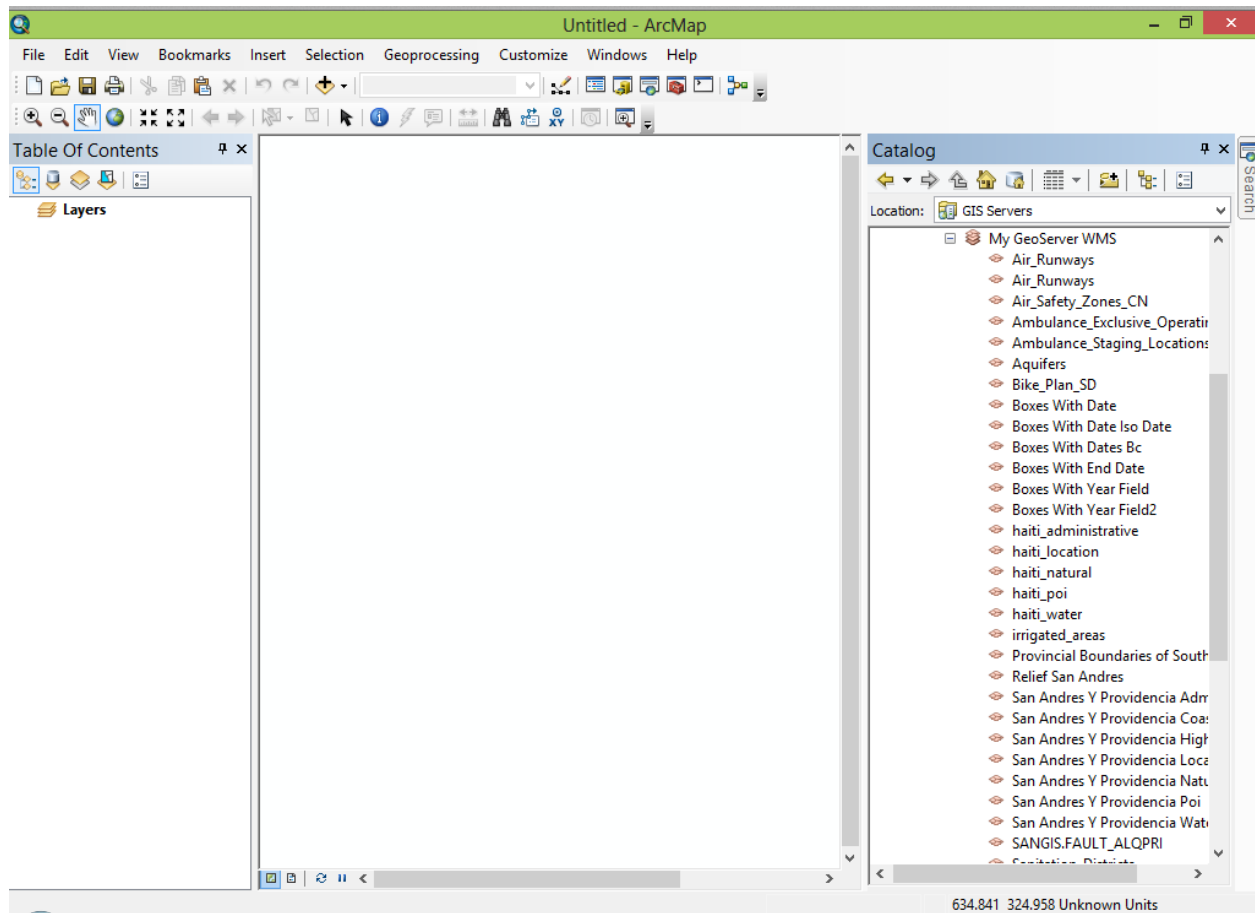 Untitled - ArcMap
File Edit View Bookmarks Insert Selection Geoprocessing Customize Windows Help
Table Of Contents
Layers
Catalog
Location: GIS Servers
My GeoServer WMS
Air_Runways
Air_Runways
Air_Safety_Zones_CN
Ambulance_Exclusive_Operatin
Ambulance_Staging_Locations
Aquifers
Bike_Plan_SD
Boxes With Date
Boxes With Date Iso Date
Boxes With Dates Bc
Boxes With End Date
Boxes With Year Field
Boxes With Year Field2
haiti_administrative
haiti_location
haiti_natural
haiti_poi
haiti_water
irrigated_areas
Provincial Boundaries of South
Relief San Andres
San Andres Y Providencia Adm
San Andres Y Providencia Coas
San Andres Y Providencia High
San Andres Y Providencia Loca
San Andres Y Providencia Natu
San Andres Y Providencia Poi
San Andres Y Providencia Wate
SANGIS.FAULT_ALQPRI
Search
634.841 324.958 Unknown Units